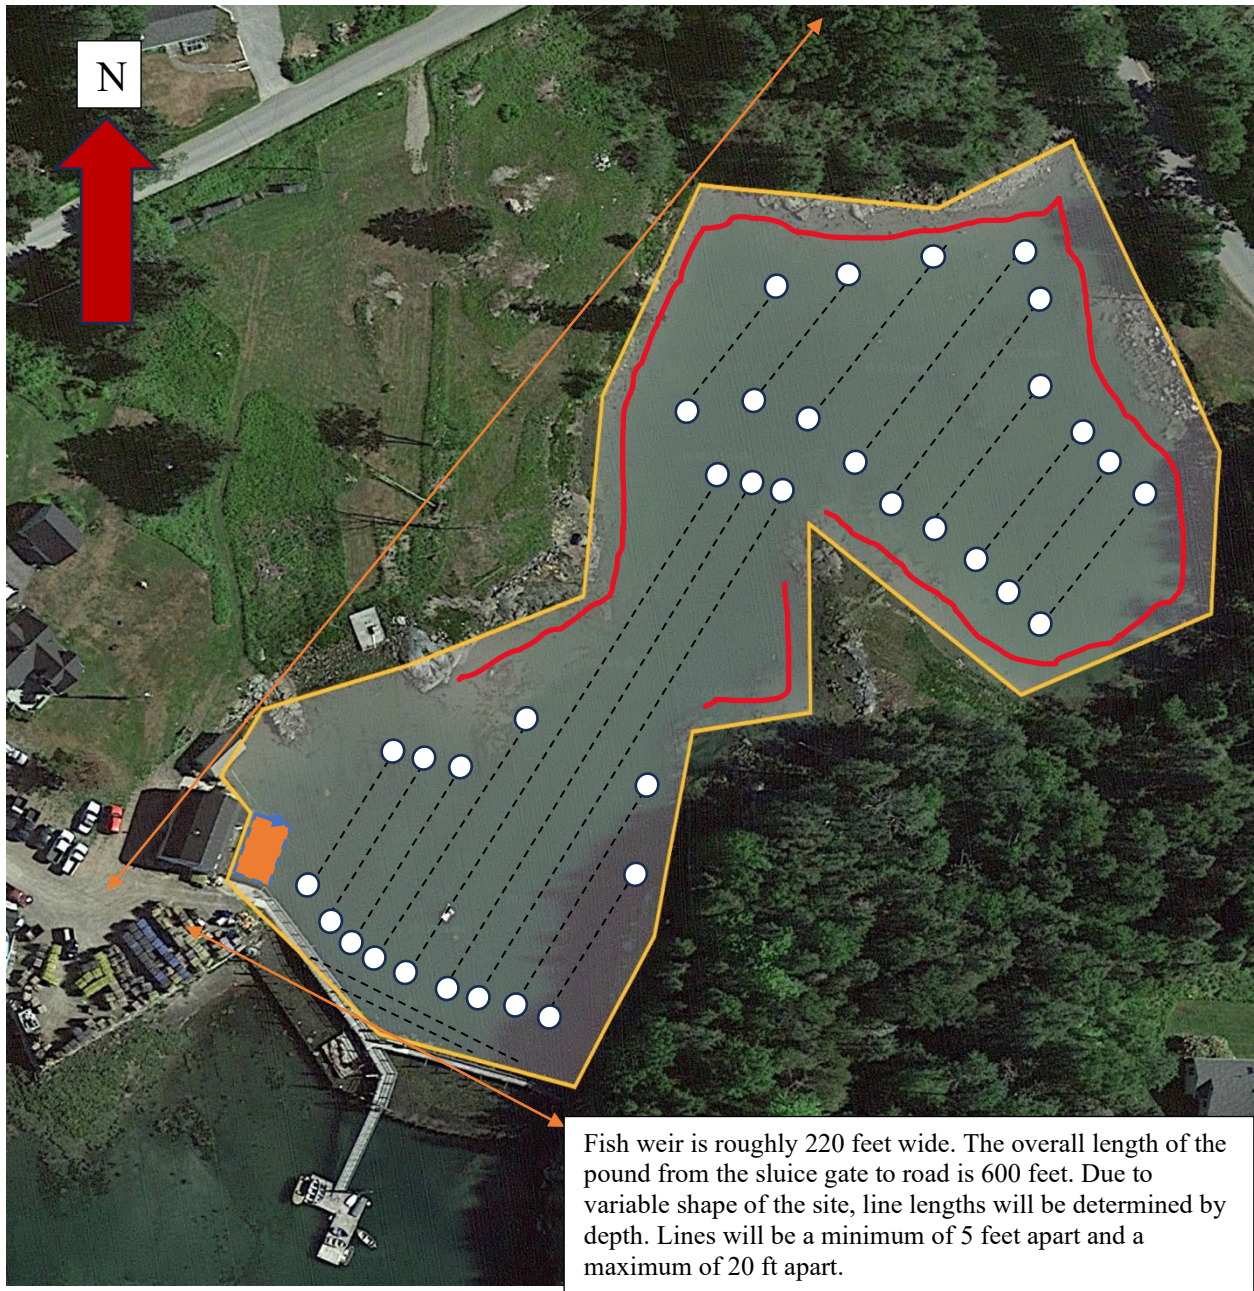 N
Fish weir is roughly 220 feet wide. The overall length of the
pound from the sluice gate to road is 600 feet. Due to
variable shape of the site, line lengths will be determined by
depth. Lines will be a minimum of 5 feet apart and a
maximum of 20 ft apart.